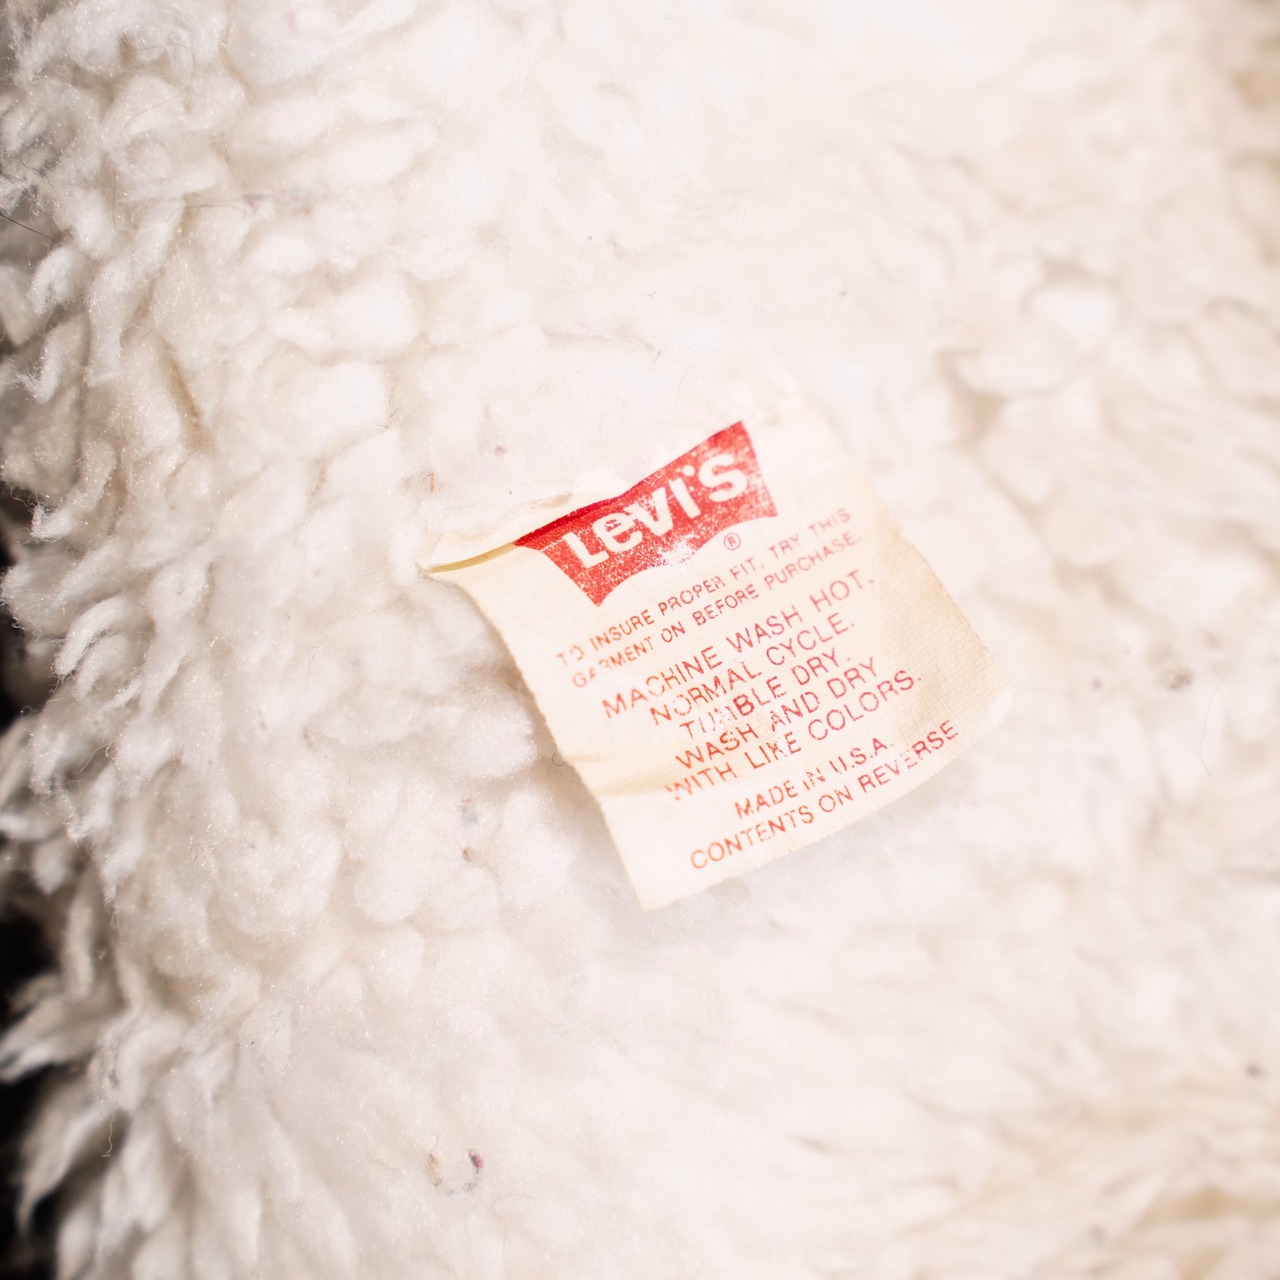 Levi's
®
TO INSURE PROPER FIT, TRY THIS
GARMENT ON BEFORE PURCHASE.
MACHINE WASH HOT.
NORMAL CYCLE.
TUMBLE DRY.
WASH AND DRY
WITH LIKE COLORS.
MADE IN U.S.A.
CONTENTS ON REVERSE